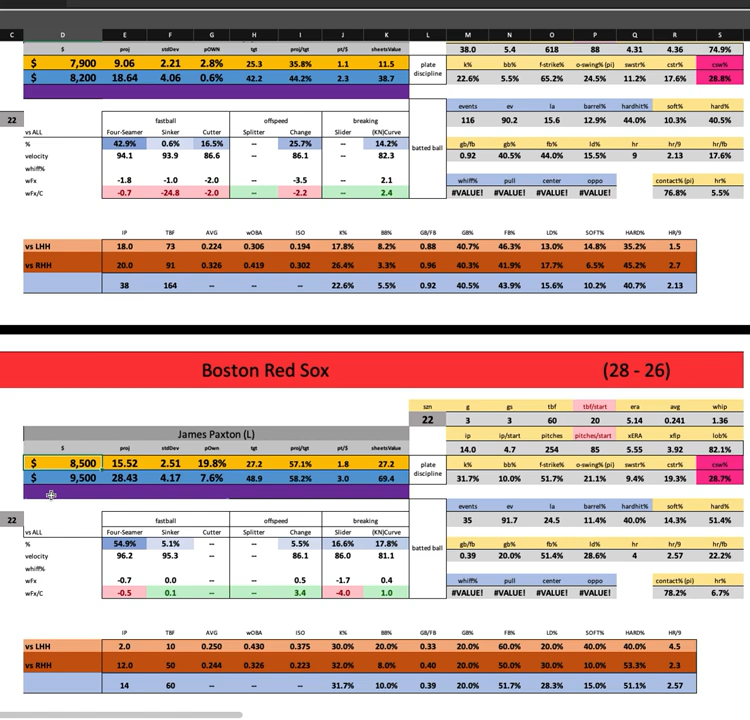 C D E F G H I J K L M N O P Q R S
$ proj stdDev pOWN tgt proj/tgt pt/$ sheetsValue 38.0 5.4 618 88 4.31 4.36 74.9%
$ 7,900 9.06 2.21 2.8% 25.3 35.8% 1.1 11.5 plate discipline k% bb% f-strike% o-swing% (pi) swstr% cstr% csw%
$ 8,200 18.64 4.06 0.6% 42.2 44.2% 2.3 38.7 22.6% 5.5% 65.2% 24.5% 11.2% 17.6% 28.8%
events ev la barrel% hardhit% soft% hard%
22 fastball offspeed breaking 116 90.2 15.6 12.9% 44.0% 10.3% 40.5%
vs ALL Four-Seamer Sinker Cutter Splitter Change Slider (KN)Curve
% 42.9% 0.6% 16.5% -- 25.7% -- 14.2% batted ball gb/fb gb% fb% ld% hr hr/9 hr/fb
velocity 94.1 93.9 86.6 -- 86.1 -- 82.3 0.92 40.5% 44.0% 15.5% 9 2.13 17.6%
whiff%
wFx -1.8 -1.0 -2.0 -- -3.5 -- 2.1 whiff% pull center oppo contact% (pi) hr%
wFx/C -0.7 -24.8 -2.0 -- -2.2 -- 2.4 #VALUE! #VALUE! #VALUE! #VALUE! 76.8% 5.5%
IP TBF AVG wOBA ISO K% BB% GB/FB GB% FB% LD% SOFT% HARD% HR/9
vs LHH 18.0 73 0.224 0.306 0.194 17.8% 8.2% 0.88 40.7% 46.3% 13.0% 14.8% 35.2% 1.5
vs RHH 20.0 91 0.326 0.419 0.302 26.4% 3.3% 0.96 40.3% 41.9% 17.7% 6.5% 45.2% 2.7
38 164 -- -- -- 22.6% 5.5% 0.92 40.5% 43.9% 15.6% 10.2% 40.7% 2.13
Boston Red Sox (28 - 26)
szn g gs tbf tbf/start era avg whip
22 3 3 60 20 5.14 0.241 1.36
James Paxton (L) ip ip/start pitches pitches/start xERA xfip lob%
$ proj stdDev pOwn tgt proj/tgt pt/$ sheetsValue 14.0 4.7 254 85 5.55 3.92 82.1%
$ 8,500 15.52 2.51 19.8% 27.2 57.1% 1.8 27.2 plate discipline k% bb% f-strike% o-swing% (pi) swstr% cstr% csw%
$ 9,500 28.43 4.17 7.6% 48.9 58.2% 3.0 69.4 31.7% 10.0% 51.7% 21.1% 9.4% 19.3% 28.7%
events ev la barrel% hardhit% soft% hard%
22 fastball offspeed breaking 35 91.7 24.5 11.4% 40.0% 14.3% 51.4%
vs ALL Four-Seamer Sinker Cutter Splitter Change Slider (KN)Curve
% 54.9% 5.1% -- -- 5.5% 16.6% 17.8% batted ball gb/fb gb% fb% ld% hr hr/9 hr/fb
velocity 96.2 95.3 -- -- 86.1 86.0 81.1 0.39 20.0% 51.4% 28.6% 4 2.57 22.2%
whiff%
wFx -0.7 0.0 -- -- 0.5 -1.7 0.4 whiff% pull center oppo contact% (pi) hr%
wFx/C -0.5 0.1 -- -- 3.4 -4.0 1.0 #VALUE! #VALUE! #VALUE! #VALUE! 78.2% 6.7%
IP TBF AVG wOBA ISO K% BB% GB/FB GB% FB% LD% SOFT% HARD% HR/9
vs LHH 2.0 10 0.250 0.430 0.375 30.0% 20.0% 0.33 20.0% 60.0% 20.0% 40.0% 40.0% 4.5
vs RHH 12.0 50 0.244 0.326 0.223 32.0% 8.0% 0.40 20.0% 50.0% 30.0% 10.0% 53.3% 2.3
14 60 -- -- -- 31.7% 10.0% 0.39 20.0% 51.7% 28.3% 15.0% 51.1% 2.57